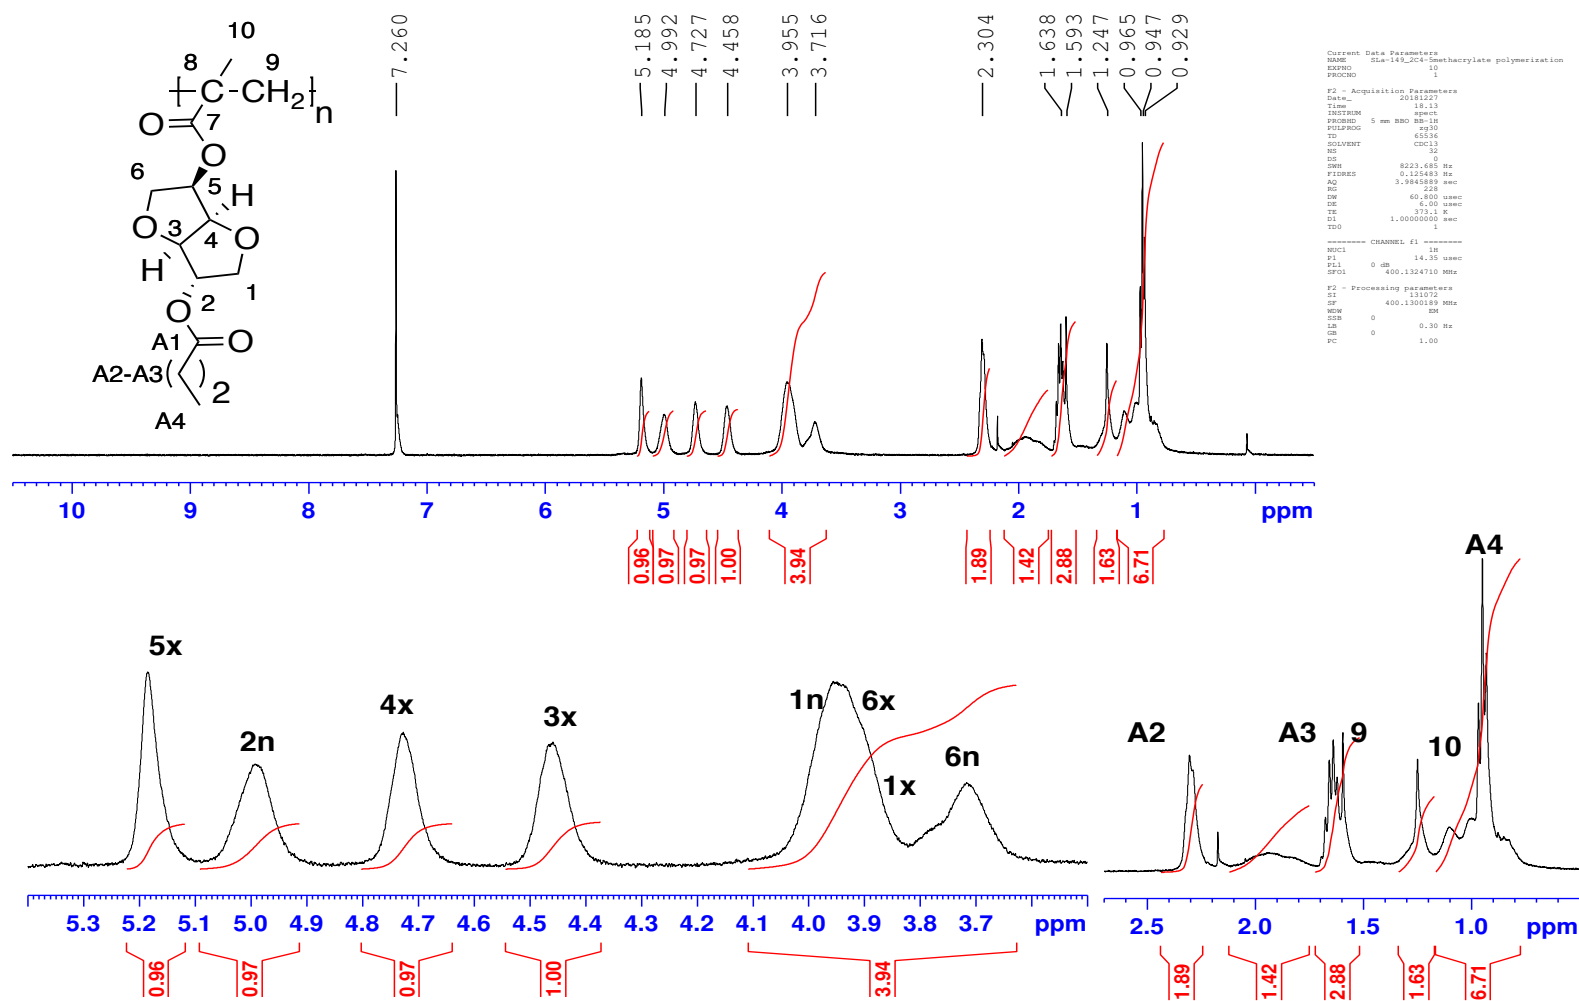 7.260
5.185
4.992
4.727
4.458
3.955
3.716
2.304
1.638
1.593
1.247
0.965
0.947
0.929
10
8
9
C
CH2
n
7
O
O
6
5
H
O
3
4
O
H
2
1
O
A1
O
A2-A3( )2
A4
Current Data Parameters
NAME SLa-149_2C4-5methacrylate polymerization
EXPNO 10
PROCNO 1
F2 - Acquisition Parameters
Date_ 20181227
Time 18.13
INSTRUM spect
PROBHD 5 mm BBO BB-1H
PULPROG zg30
TD 65536
SOLVENT CDCl3
NS 32
DS 0
SWH 8223.685 Hz
FIDRES 0.125483 Hz
AQ 3.9845889 sec
RG 228
DW 60.800 usec
DE 6.00 usec
TE 373.1 K
D1 1.00000000 sec
TD0 1
======== CHANNEL f1 ========
NUC1 1H
P1 14.35 usec
PL1 0 dB
SFO1 400.1324710 MHz
F2 - Processing parameters
SI 131072
SF 400.1300189 MHz
WDW EM
SSB 0
LB 0.30 Hz
GB 0
PC 1.00
10 9 8 7 6 5 4 3 2 1 ppm
0.96 0.97 0.97 1.00 3.94 1.89 1.42 2.88 1.63 6.71
5x
2n
4x
3x
1n
6x
1x
6n
A2
A3
9
10
A4
5.3 5.2 5.1 5.0 4.9 4.8 4.7 4.6 4.5 4.4 4.3 4.2 4.1 4.0 3.9 3.8 3.7 ppm
0.96 0.97 0.97 1.00 3.94
2.5 2.0 1.5 1.0 ppm
1.89 1.42 2.88 1.63 6.71